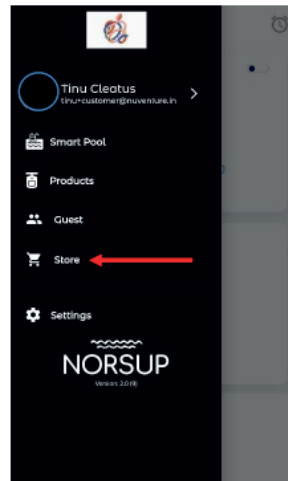 Tinu Cleatus
tinu+customer@nuventure.in
Smart Pool
Products
Guest
Store
Settings
NORSUP
Version: 2.0 (9)